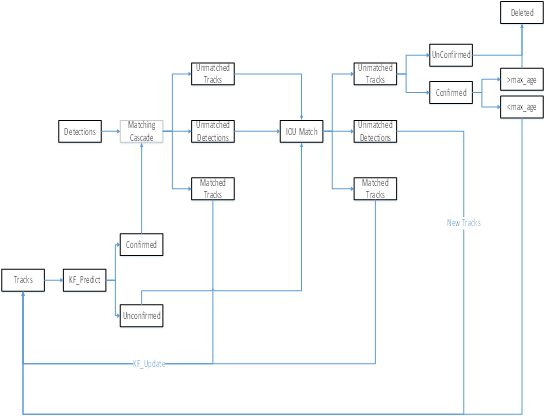 Deleted
UnConfirmed
Unmatched
Tracks
Unmatched
Tracks
>max_age
Confirmed
<max_age
Detections
Matching
Cascade
Unmatched
Detections
IOU Match
Unmatched
Detections
Matched
Tracks
Matched
Tracks
New Tracks
Confirmed
Tracks
KF_Predict
Unconfirmed
KF_Update